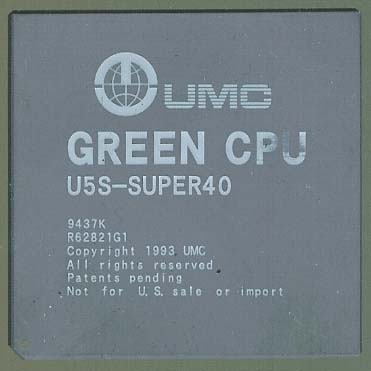 UMC
GREEN CPU
U5S-SUPER40
9437K
R62821G1
Copyright 1993 UMC
All rights reserved
Patents pending
Not for U.S. sale or import